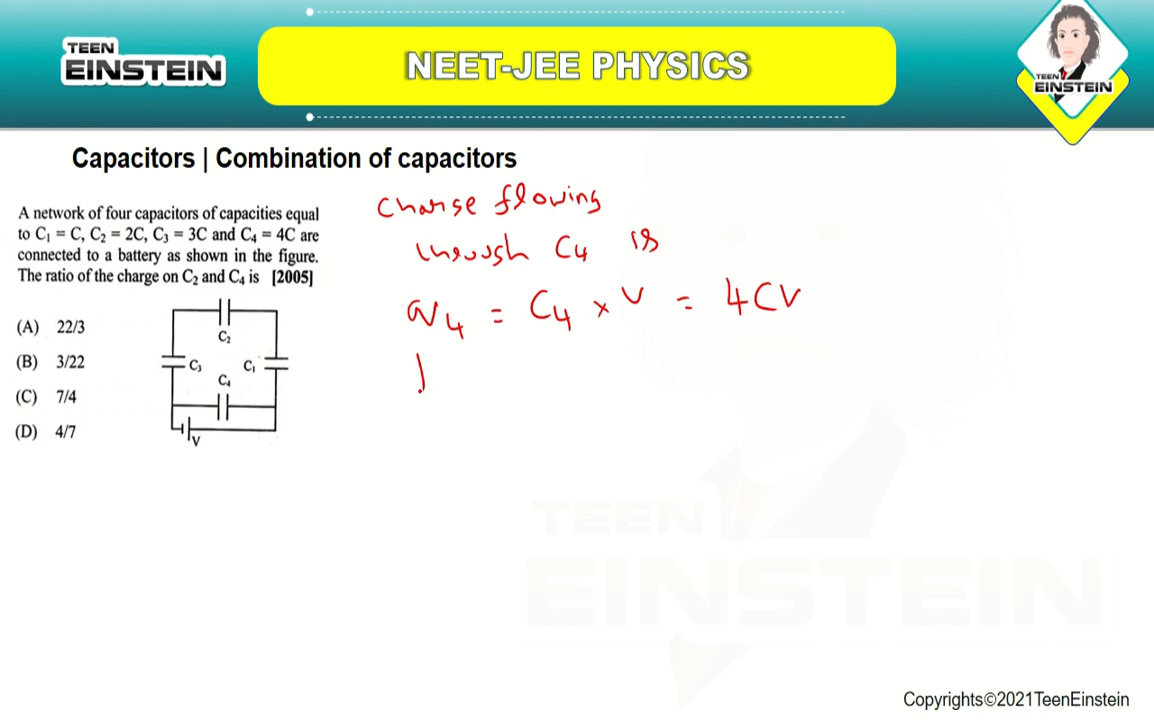 TEEN
EINSTEIN
NEET-JEE PHYSICS
TEEN
EINSTEIN
Capacitors | Combination of capacitors
A network of four capacitors of capacities equal
to C₁ = C, C₂ = 2C, C₃ = 3C and C₄ = 4C are
connected to a battery as shown in the figure.
The ratio of the charge on C₂ and C₄ is [2005]
(A) 22/3
(B) 3/22
(C) 7/4
(D) 4/7
C₂
C₃
C₁
C₄
V
Charge flowing
through C4 is
q4 = C4 × V = 4CV
TEEN
EINSTEIN
Copyrights©2021TeenEinstein